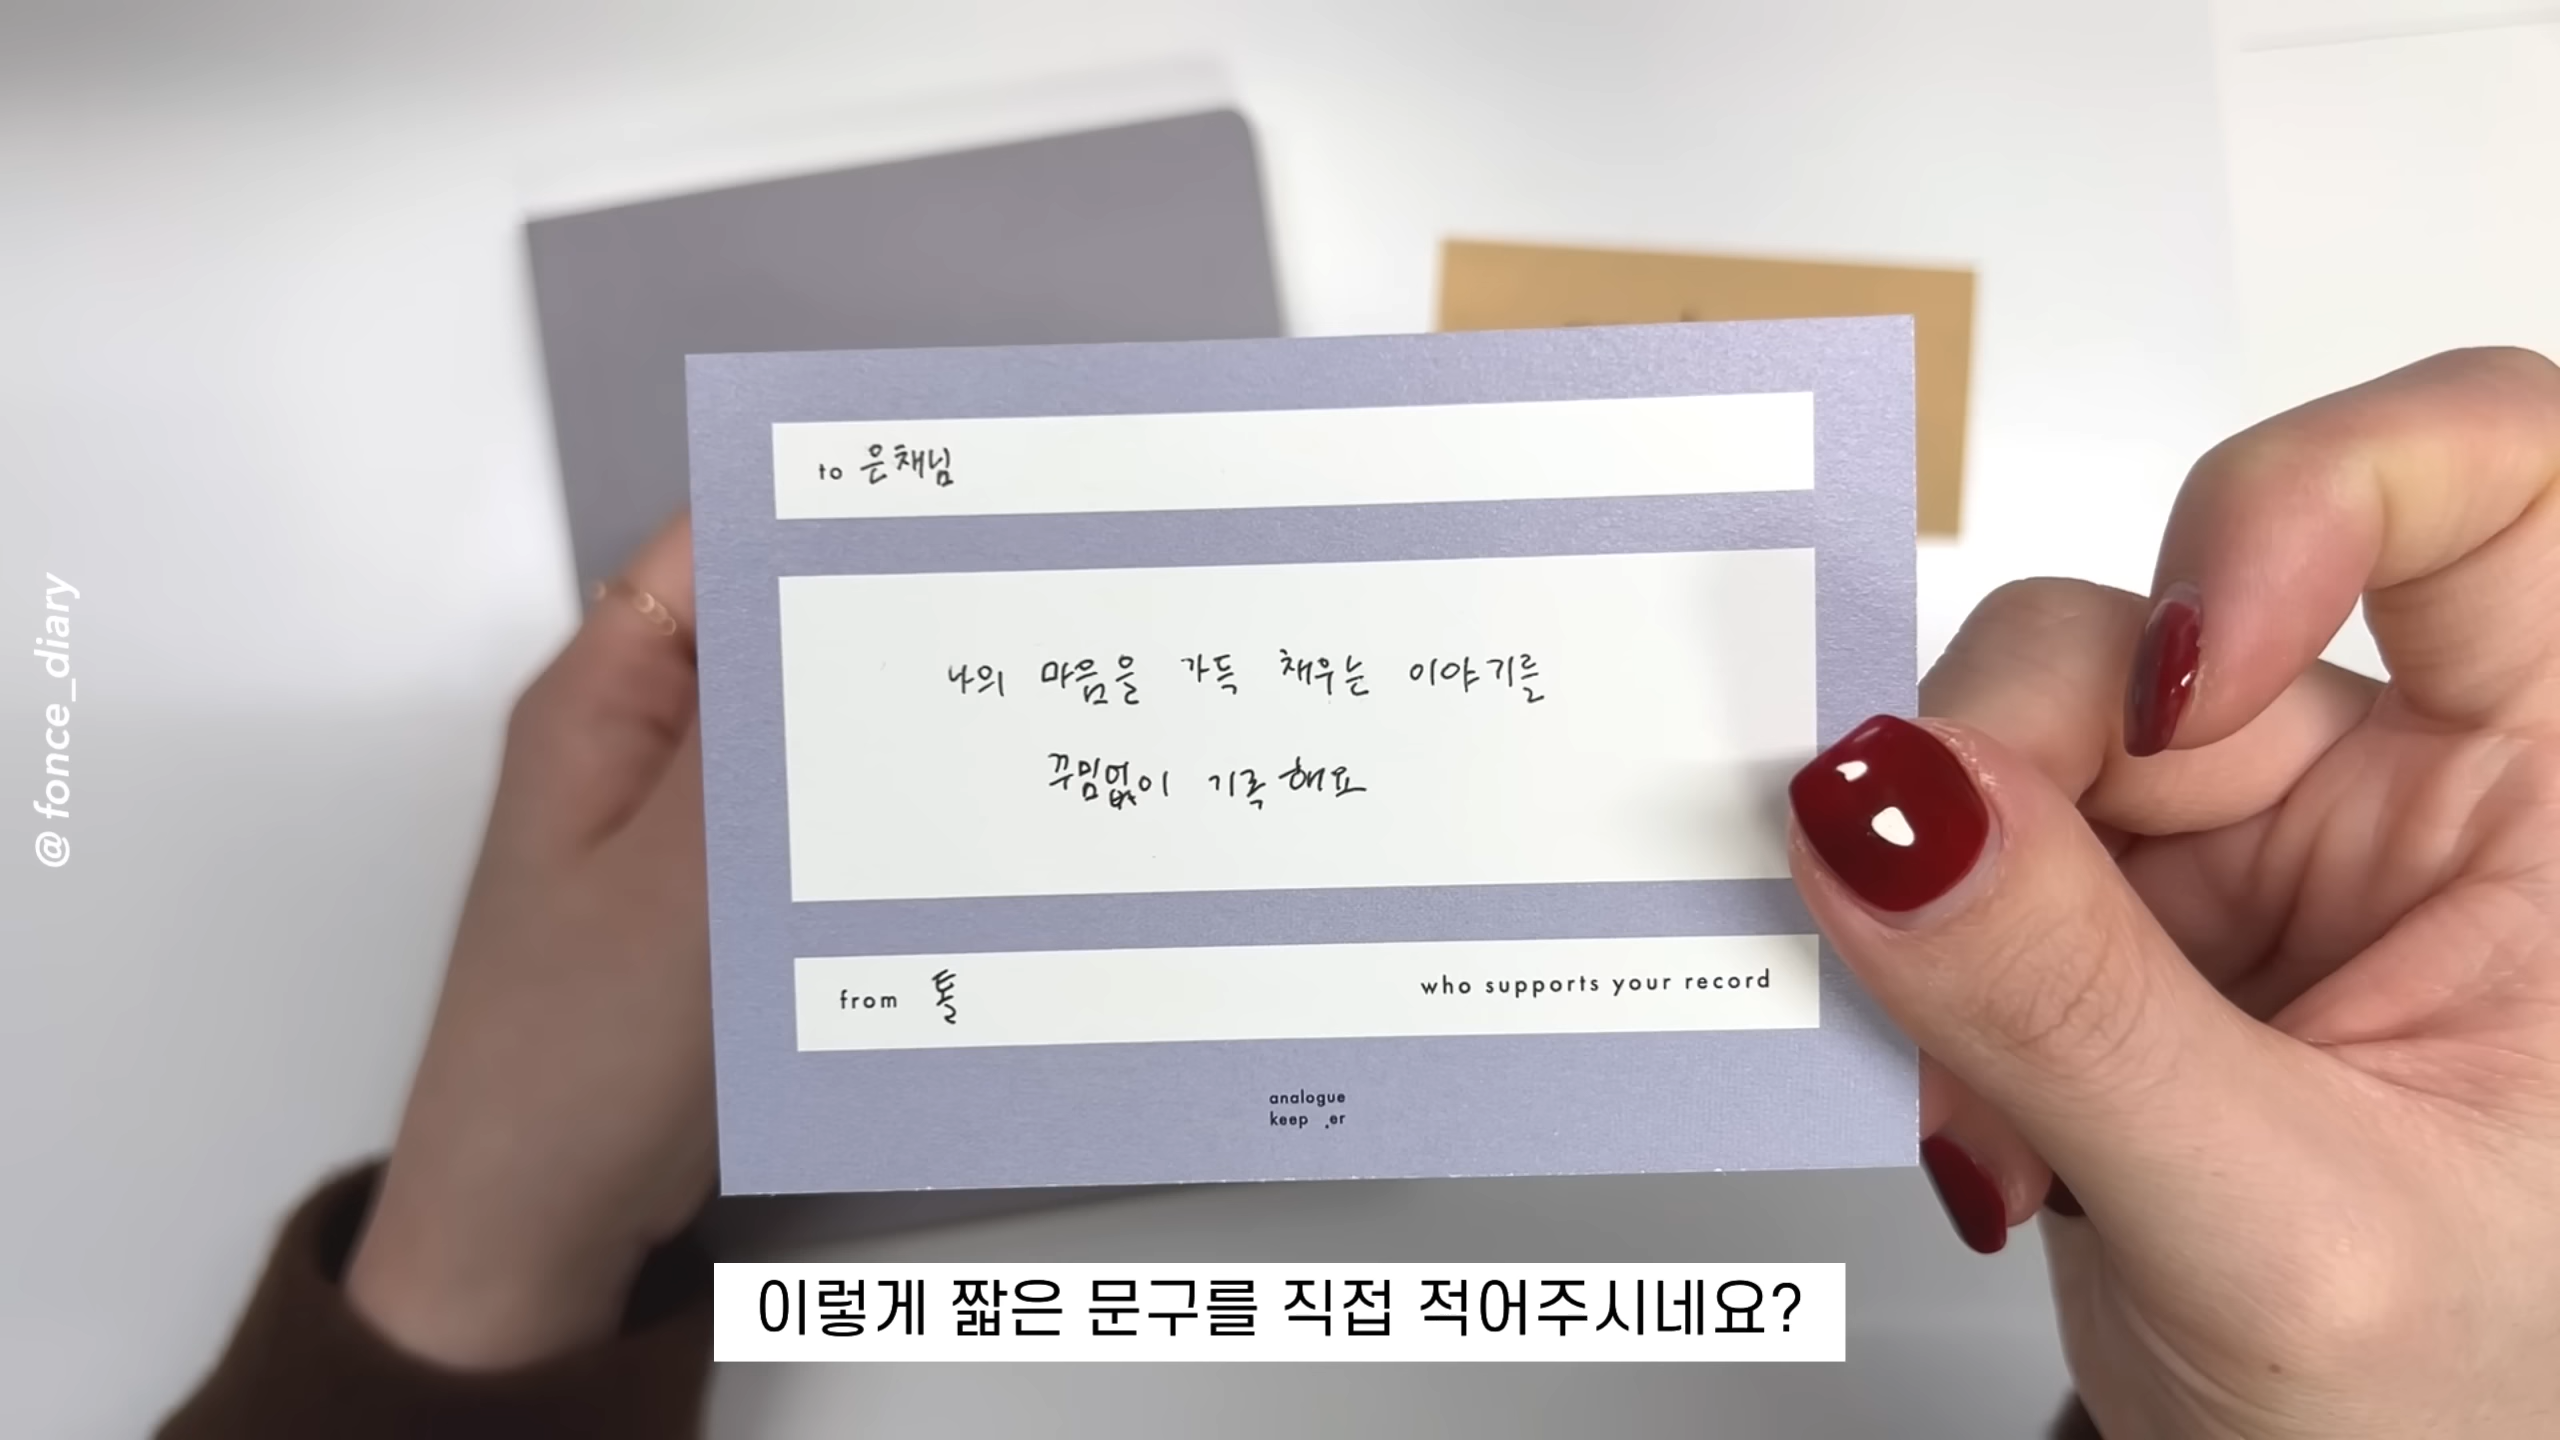 @fonce_diary
to 은채님
나의 마음을 가득 채우는 이야기를
꾸밈없이 기록해요
from 톨
who supports your record
analogue
keep .er
이렇게 짧은 문구를 직접 적어주시네요?